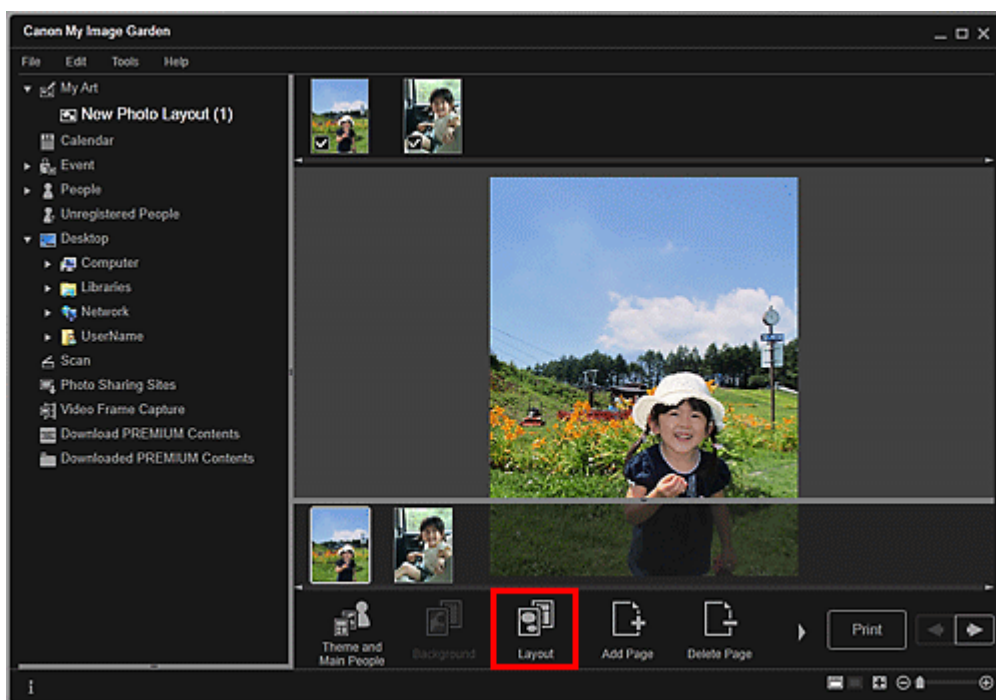 Canon My Image Garden
File Edit Tools Help
My Art
New Photo Layout (1)
Calendar
Event
People
Unregistered People
Desktop
Computer
Libraries
Network
UserName
Scan
Photo Sharing Sites
Video Frame Capture
Download PREMIUM Contents
Downloaded PREMIUM Contents
Theme and
Main People
Background
Layout
Add Page
Delete Page
Print